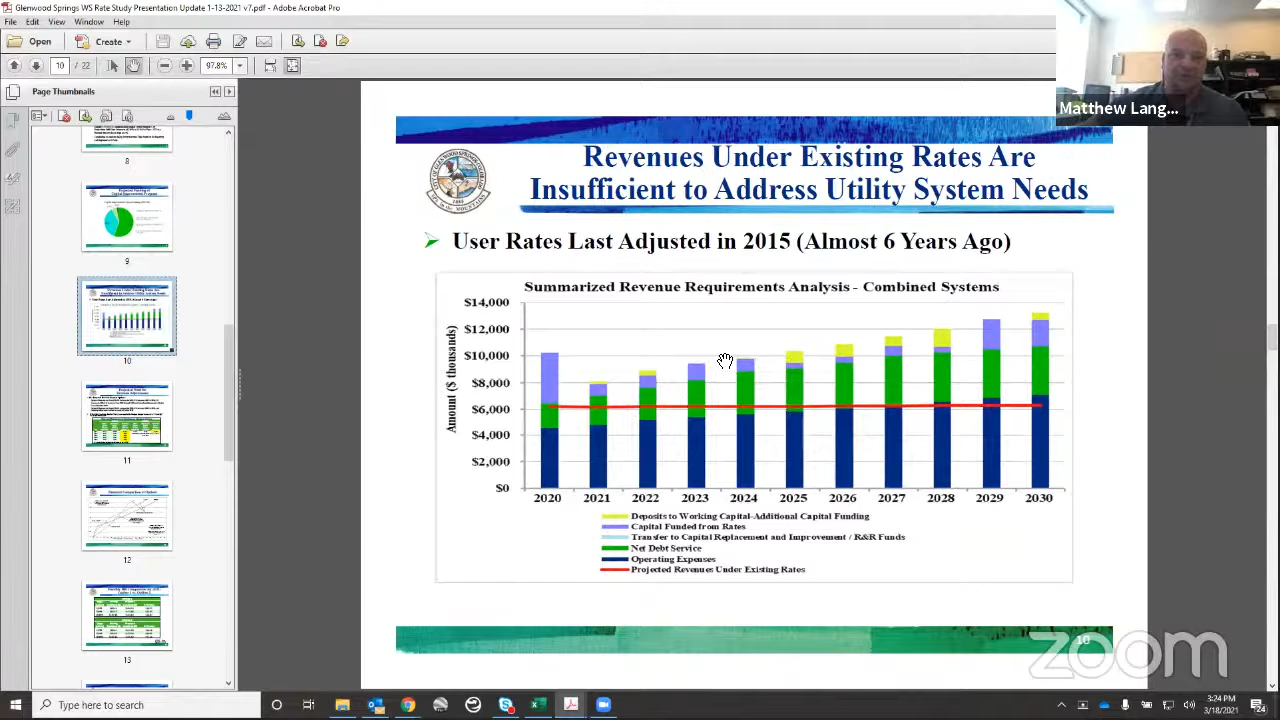 Glenwood Springs WS Rate Study Presentation Update 1-13-2021 v7.pdf - Adobe Acrobat Pro
File Edit View Window Help
Open Create
10 / 22 97.8%
Page Thumbnails
8
9
10
11
12
13
Matthew Lang...
Revenues Under Existing Rates Are
Insufficient to Address Utility System Needs
User Rates Last Adjusted in 2015 (Almost 6 Years Ago)
Revenue Requirements Analysis - Combined Systems
Amount ($ thousands)
$14,000
$12,000
$10,000
$8,000
$6,000
$4,000
$2,000
$0
2020 2021 2022 2023 2024 2025 2026 2027 2028 2029 2030
Deposits to Working Capital-Additional Capital Funding
Capital Funded from Rates
Transfer to Capital Replacement and Improvement / R&R Funds
Net Debt Service
Operating Expenses
Projected Revenues Under Existing Rates
10
zoom
Type here to search
3:24 PM
3/18/2021
24